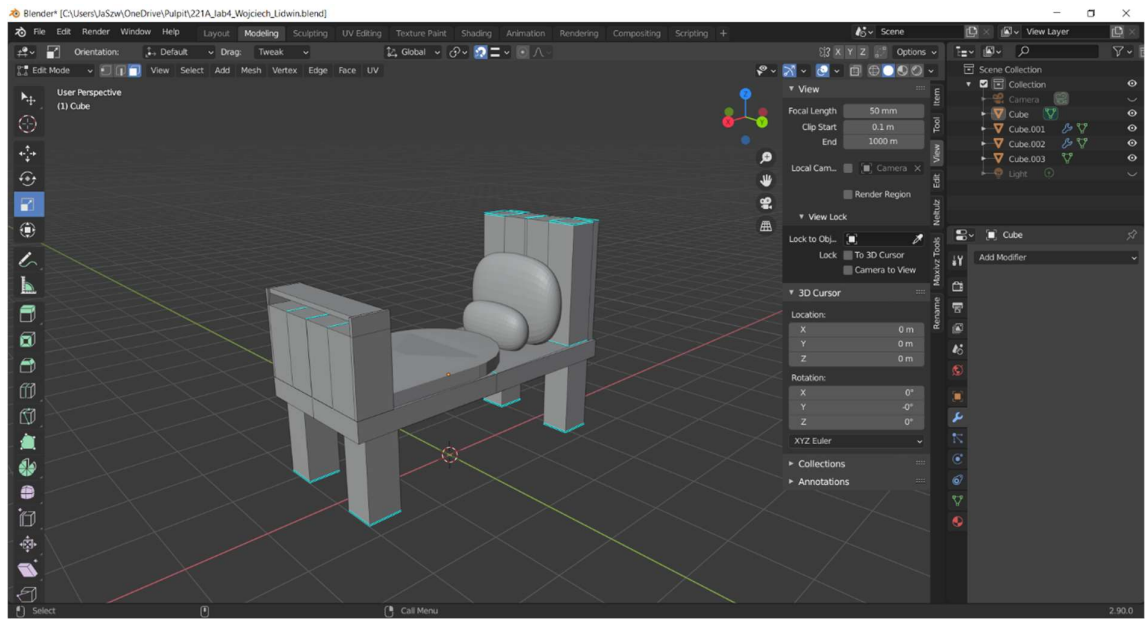 Blender* [C:\Users\JaSzw\OneDrive\Pulpit\221A_lab4_Wojciech_Lidwin.blend]
File Edit Render Window Help Layout Modeling Sculpting UV Editing Texture Paint Shading Animation Rendering Compositing Scripting + Scene View Layer
Orientation: Default Drag: Tweak Global X Y Z Options
Edit Mode View Select Add Mesh Vertex Edge Face UV
User Perspective
(1) Cube
X
Y
Z
View
Focal Length 50 mm
Clip Start 0.1 m
End 1000 m
Local Cam... Camera
Render Region
View Lock
Lock to Obj...
Lock To 3D Cursor
Camera to View
3D Cursor
Location:
X 0 m
Y 0 m
Z 0 m
Rotation:
X 0°
Y -0°
Z 0°
XYZ Euler
Collections
Annotations
Item
Tool
View
Edit
Neltulz
Maxivz Tools
Rename
Scene Collection
Collection
Camera
Cube
Cube.001
Cube.002
Cube.003
Light
Cube
Add Modifier
Select Call Menu 2.90.0